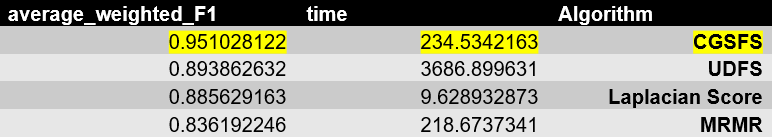 average_weighted_F1 time Algorithm
0.951028122 234.5342163 CGSFS
0.893862632 3686.899631 UDFS
0.885629163 9.628932873 Laplacian Score
0.836192246 218.6737341 MRMR